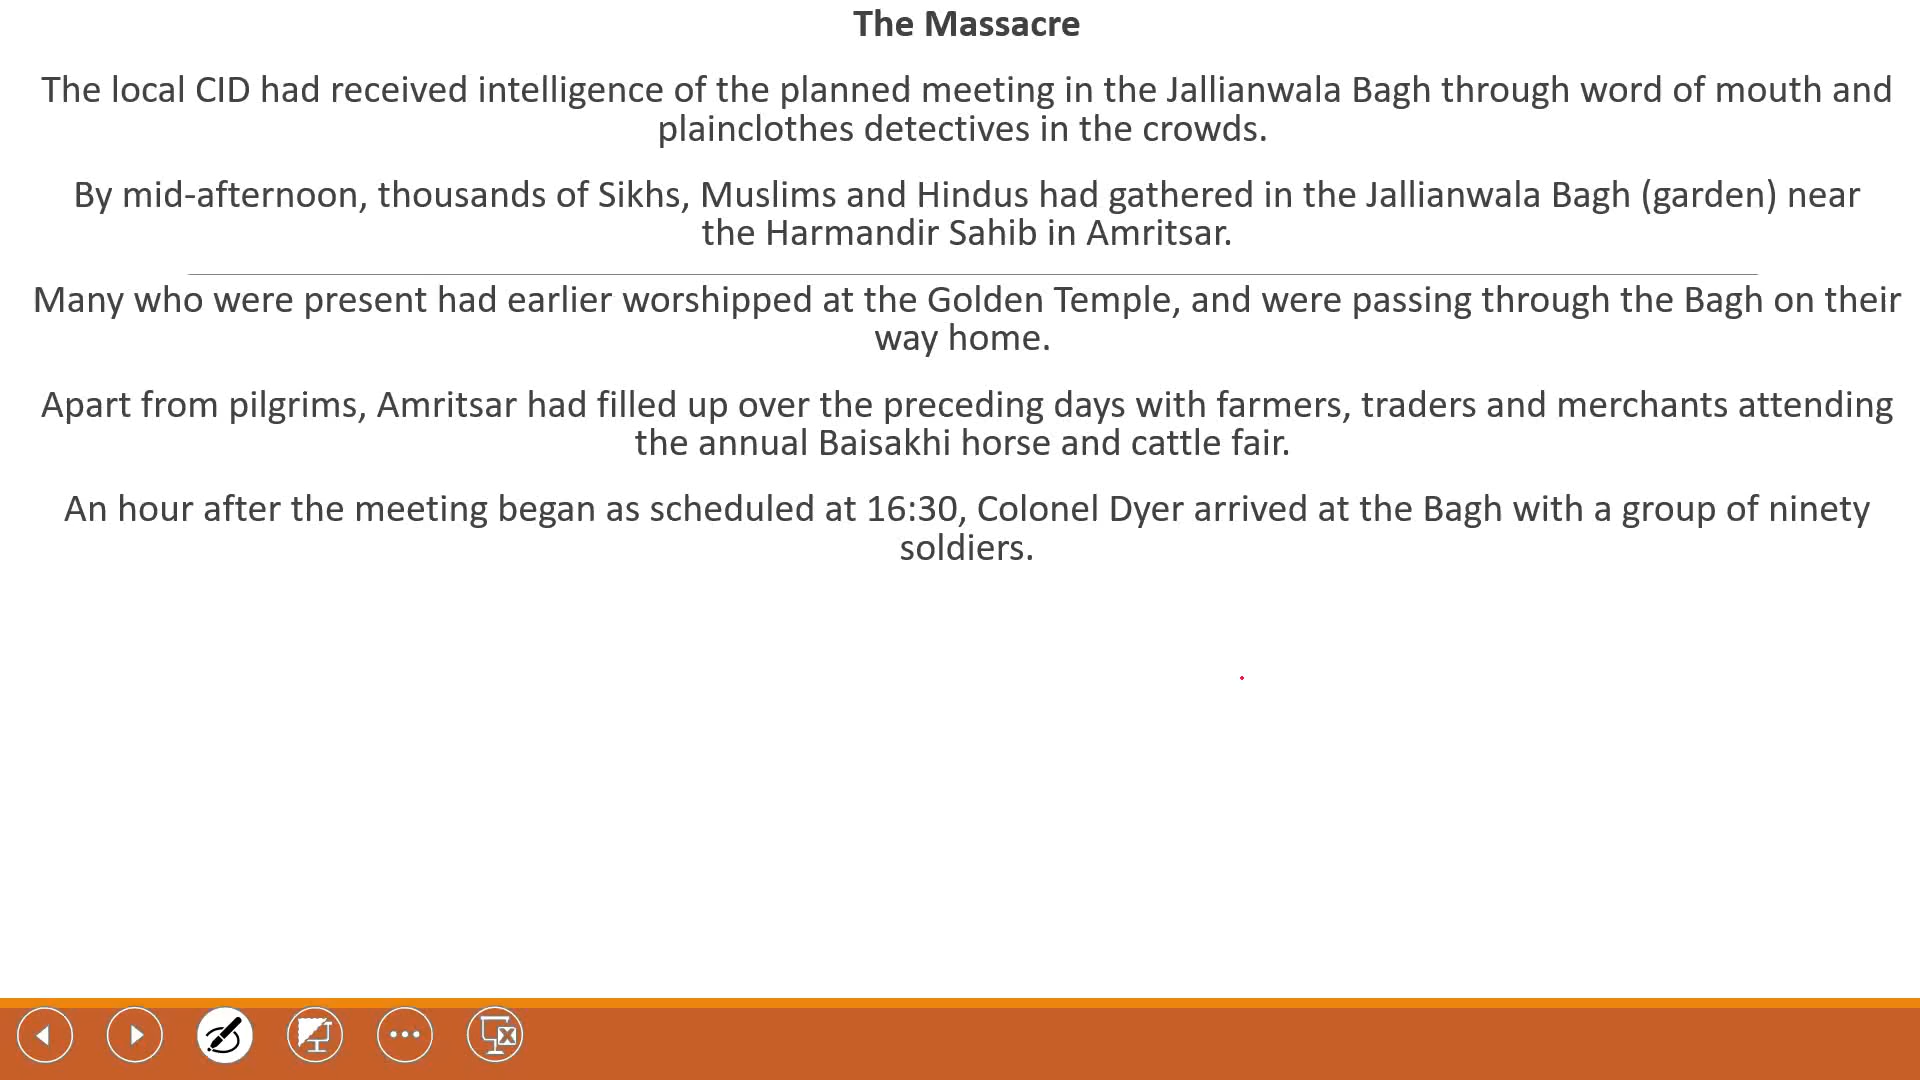 The Massacre
The local CID had received intelligence of the planned meeting in the Jallianwala Bagh through word of mouth and
plainclothes detectives in the crowds.
By mid-afternoon, thousands of Sikhs, Muslims and Hindus had gathered in the Jallianwala Bagh (garden) near
the Harmandir Sahib in Amritsar.
Many who were present had earlier worshipped at the Golden Temple, and were passing through the Bagh on their
way home.
Apart from pilgrims, Amritsar had filled up over the preceding days with farmers, traders and merchants attending
the annual Baisakhi horse and cattle fair.
An hour after the meeting began as scheduled at 16:30, Colonel Dyer arrived at the Bagh with a group of ninety
soldiers.